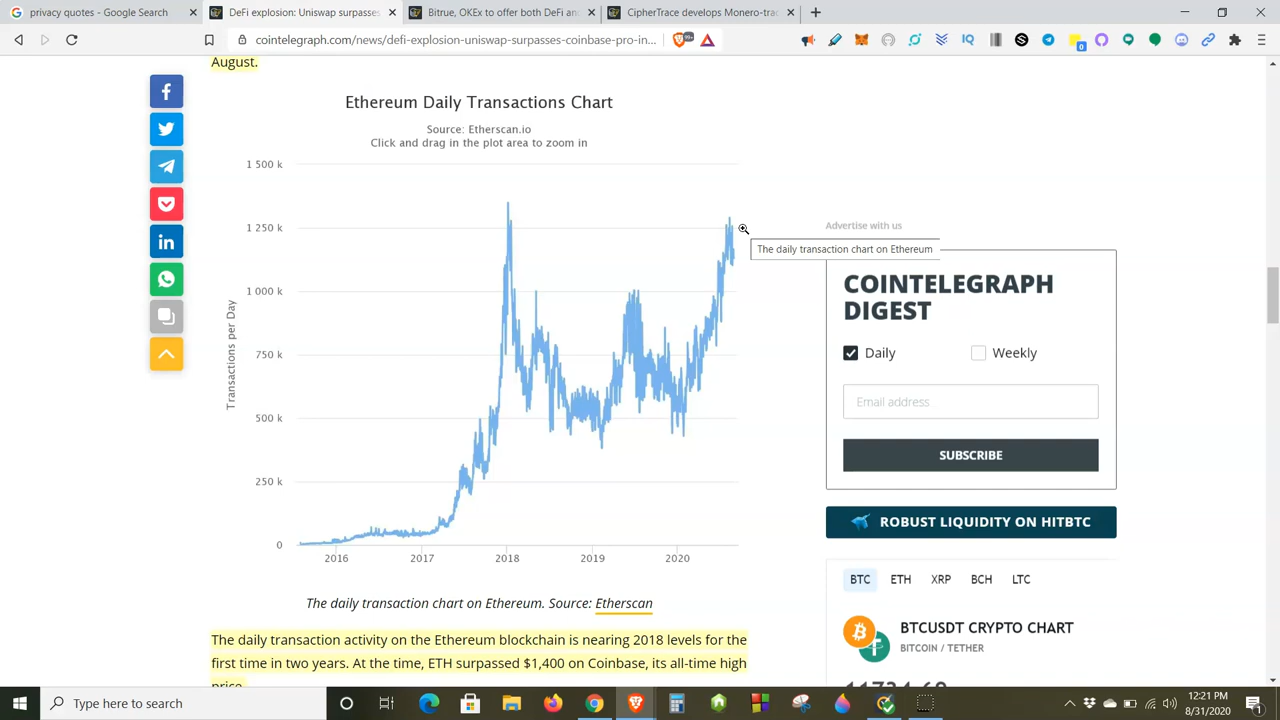 privacy quotes - Google Search
DeFi explosion: Uniswap surpasses
Bitrue, OKEx to offer both DeFi and
CipherTrace develops Monero-trac
cointelegraph.com/news/defi-explosion-uniswap-surpasses-coinbase-pro-in...
99+
IQ
0
August.
Ethereum Daily Transactions Chart
Source: Etherscan.io
Click and drag in the plot area to zoom in
Transactions per Day
1 500 k
1 250 k
1 000 k
750 k
500 k
250 k
0
2016 2017 2018 2019 2020
The daily transaction chart on Ethereum
The daily transaction chart on Ethereum. Source: Etherscan
The daily transaction activity on the Ethereum blockchain is nearing 2018 levels for the
first time in two years. At the time, ETH surpassed $1,400 on Coinbase, its all-time high
price.
Advertise with us
COINTELEGRAPH
DIGEST
Daily Weekly
Email address
SUBSCRIBE
ROBUST LIQUIDITY ON HITBTC
BTC ETH XRP BCH LTC
BTCUSDT CRYPTO CHART
BITCOIN / TETHER
Type here to search
12:21 PM
8/31/2020
1